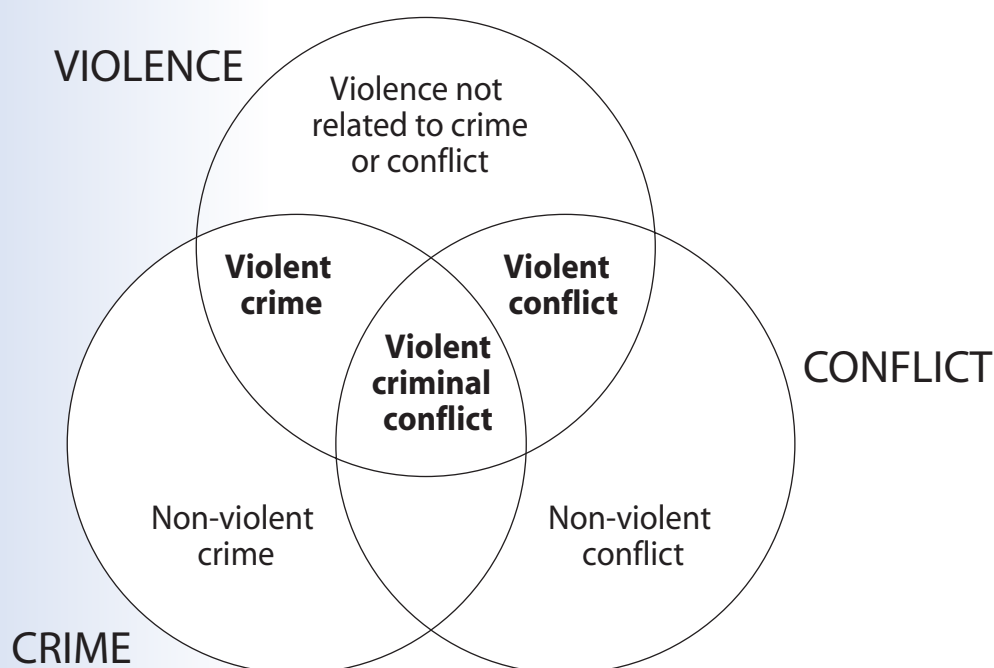 VIOLENCE
Violence not
related to crime
or conflict
Violent
crime
Violent
conflict
Violent
criminal
conflict
CONFLICT
Non-violent
crime
Non-violent
conflict
CRIME